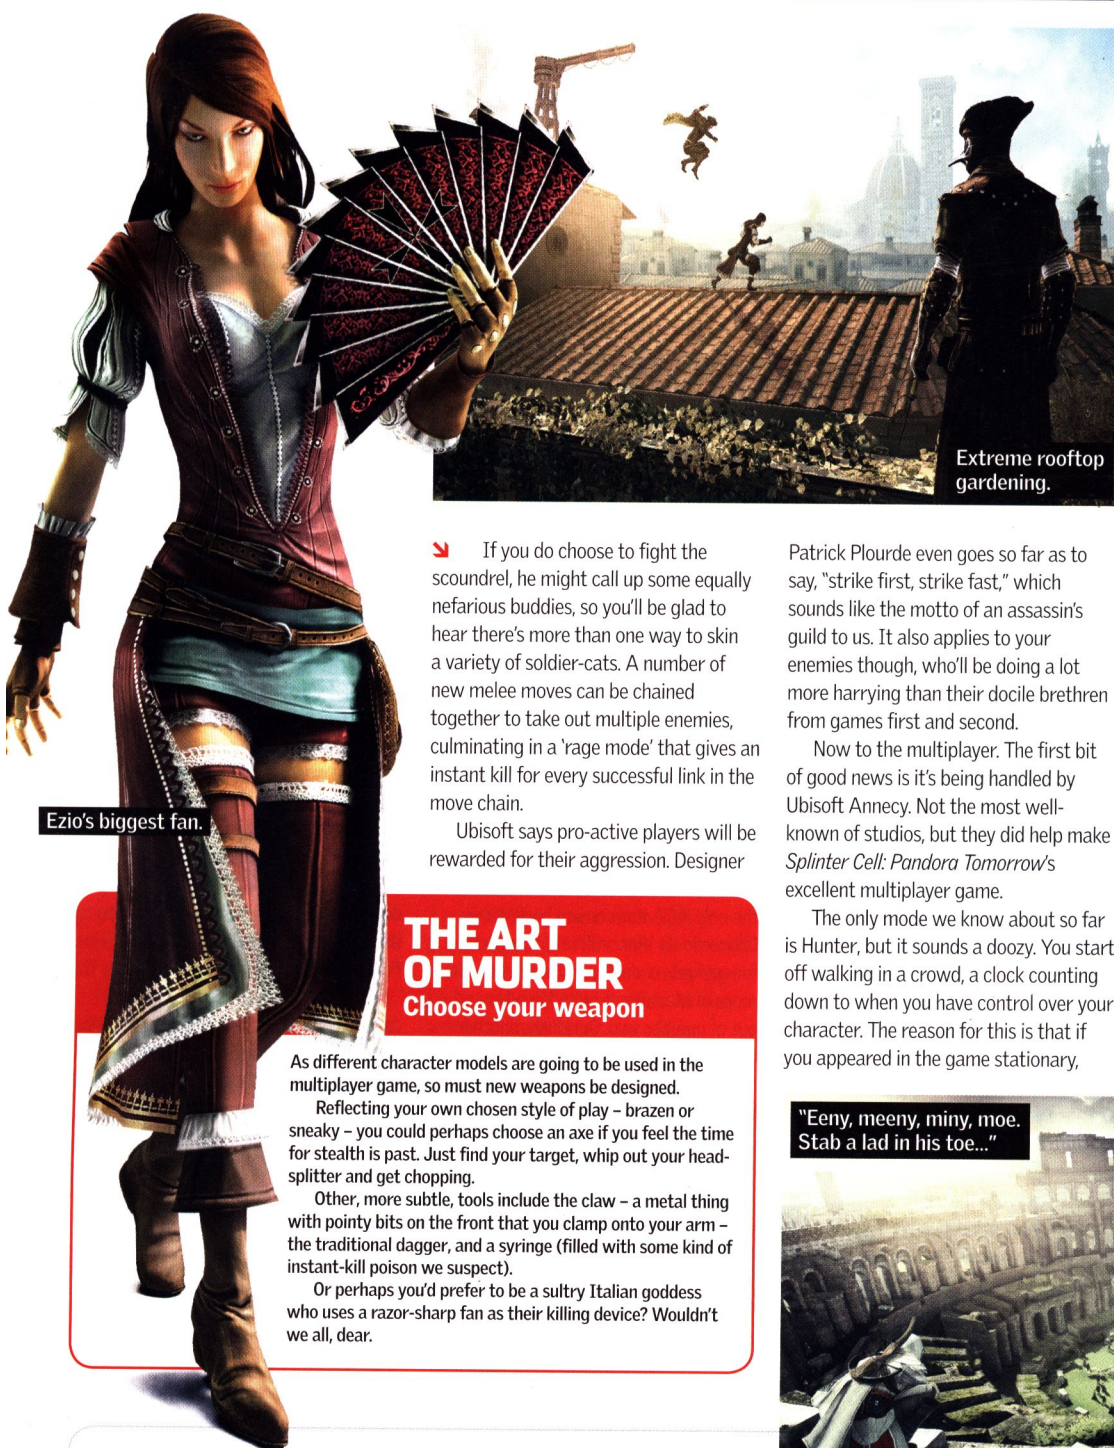 Extreme rooftop
gardening.
If you do choose to fight the
scoundrel, he might call up some equally
nefarious buddies, so you'll be glad to
hear there's more than one way to skin
a variety of soldier-cats. A number of
new melee moves can be chained
together to take out multiple enemies,
culminating in a 'rage mode' that gives an
instant kill for every successful link in the
move chain.
Ubisoft says pro-active players will be
rewarded for their aggression. Designer
Patrick Plourde even goes so far as to
say, "strike first, strike fast," which
sounds like the motto of an assassin's
guild to us. It also applies to your
enemies though, who'll be doing a lot
more harrying than their docile brethren
from games first and second.
Now to the multiplayer. The first bit
of good news is it's being handled by
Ubisoft Annecy. Not the most well-
known of studios, but they did help make
Splinter Cell: Pandora Tomorrow's
excellent multiplayer game.
The only mode we know about so far
is Hunter, but it sounds a doozy. You start
off walking in a crowd, a clock counting
down to when you have control over your
character. The reason for this is that if
you appeared in the game stationary,
Ezio's biggest fan.
THE ART
OF MURDER
Choose your weapon
As different character models are going to be used in the
multiplayer game, so must new weapons be designed.
Reflecting your own chosen style of play – brazen or
sneaky – you could perhaps choose an axe if you feel the time
for stealth is past. Just find your target, whip out your head-
splitter and get chopping.
Other, more subtle, tools include the claw – a metal thing
with pointy bits on the front that you clamp onto your arm –
the traditional dagger, and a syringe (filled with some kind of
instant-kill poison we suspect).
Or perhaps you'd prefer to be a sultry Italian goddess
who uses a razor-sharp fan as their killing device? Wouldn't
we all, dear.
"Eeny, meeny, miny, moe.
Stab a lad in his toe..."